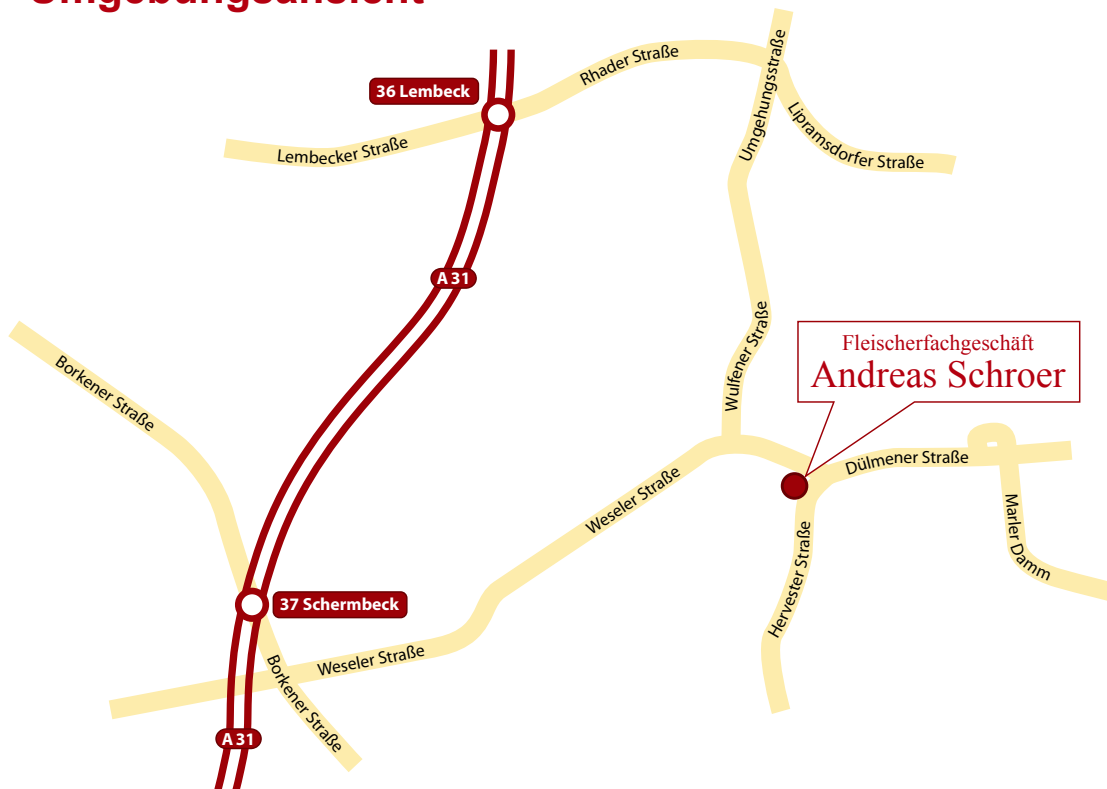 Umgebungsansicht
36 Lembeck
Rhader Straße
Umgehungsstraße
Lipramsdorfer Straße
Lembecker Straße
A 31
Borkener Straße
Wulfener Straße
Fleischerfachgeschäft
Andreas Schroer
Dülmener Straße
Weseler Straße
Marler Damm
Hervester Straße
37 Schermbeck
Weseler Straße
Borkener Straße
A 31